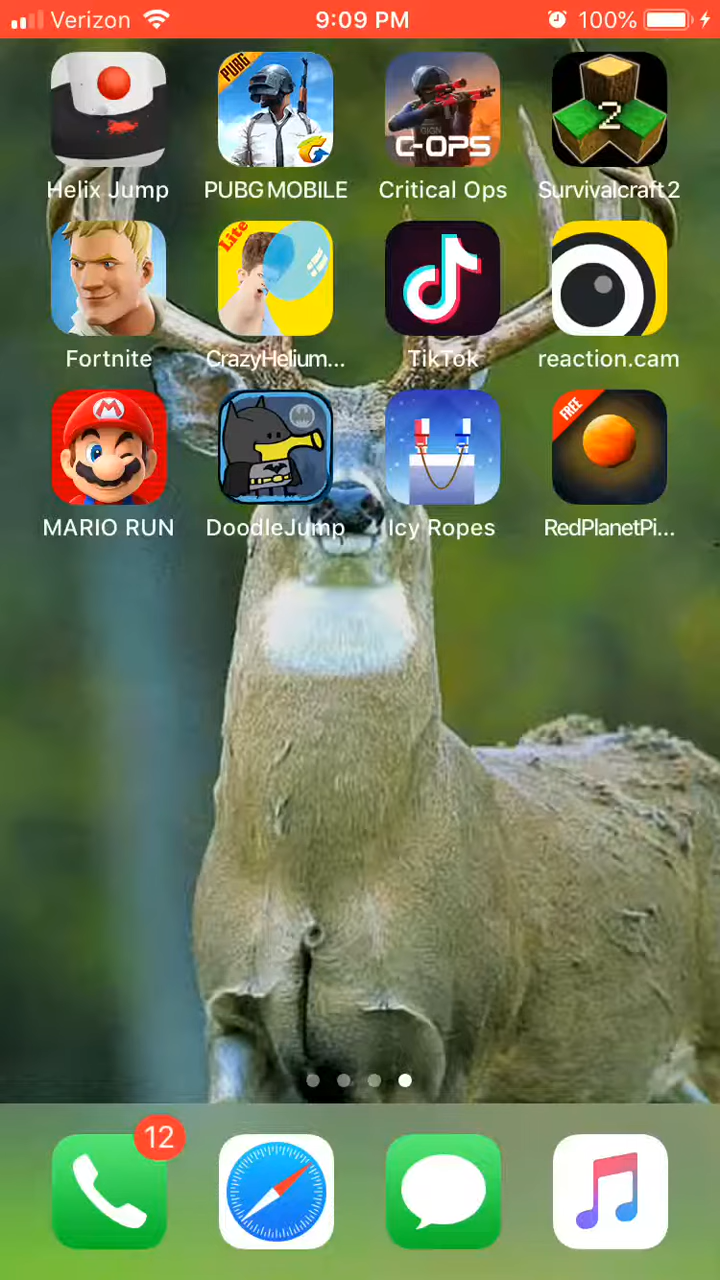 Verizon 9:09 PM 100%
PUBG
GIGN
C-OPS
2
Helix Jump PUBG MOBILE Critical Ops Survivalcraft2
Lite
Fortnite CrazyHelium... TikTok reaction.cam
M
FREE
MARIO RUN DoodleJump Icy Ropes RedPlanetPi...
12